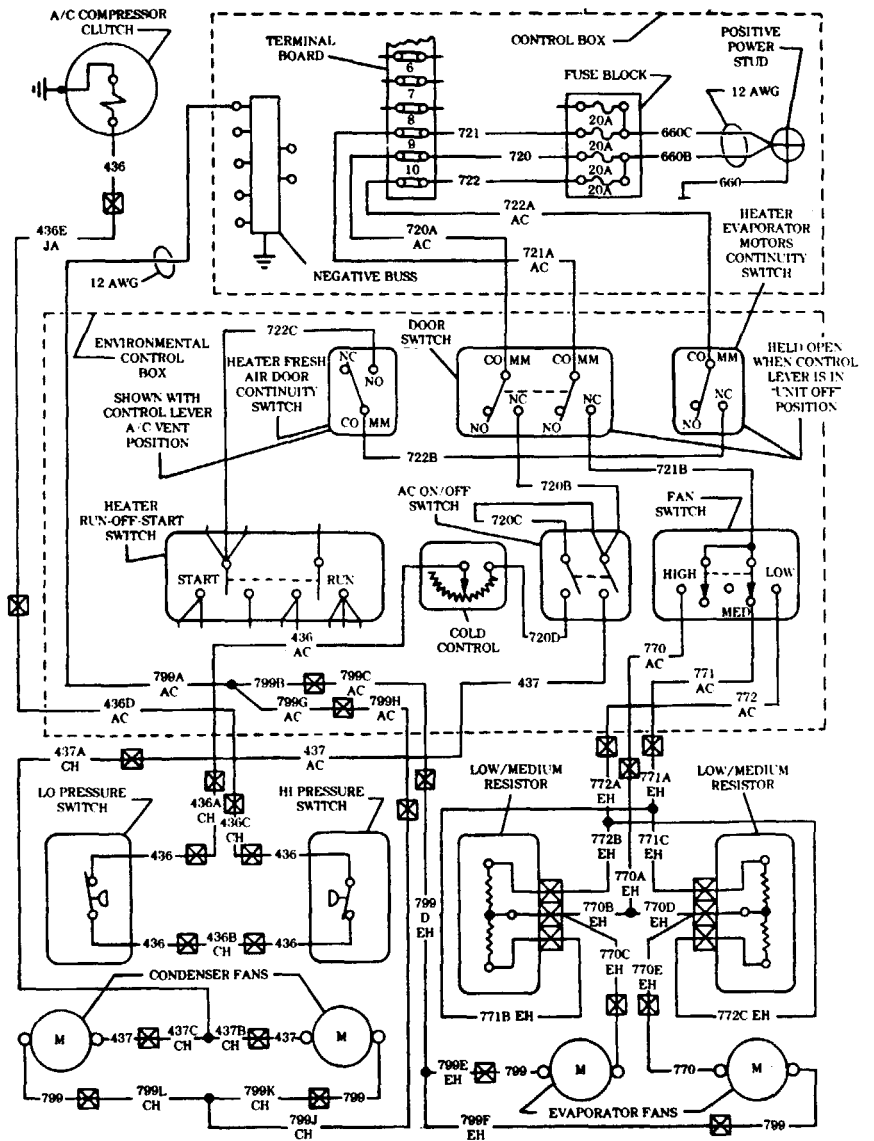 A/C COMPRESSOR
CLUTCH
TERMINAL
BOARD
CONTROL BOX
POSITIVE
POWER
STUD
FUSE BLOCK
12 AWG
6
7
8
9
10
20A
20A
20A
20A
721
720
722
660C
660B
660
436
436E
JA
12 AWG
NEGATIVE BUSS
720A
AC
722A
AC
721A
AC
HEATER
EVAPORATOR
MOTORS
CONTINUITY
SWITCH
ENVIRONMENTAL
CONTROL
BOX
722C
HEATER FRESH
AIR DOOR
CONTINUITY
SWITCH
DOOR
SWITCH
HELD OPEN
WHEN CONTROL
LEVER IS IN
"UNIT OFF"
POSITION
SHOWN WITH
CONTROL LEVER
A/C VENT
POSITION
NC
NO
COMM
COMM
COMM
NO
NC
NO
NC
COMM
NC
NO
722B
720B
721B
HEATER
RUN-OFF-START
SWITCH
AC ON/OFF
SWITCH
720C
FAN
SWITCH
START
RUN
HIGH
LOW
MED
COLD
CONTROL
720D
436
AC
770
AC
771
AC
772
AC
437
799A
AC
799B
799C
AC
799G
AC
799H
AC
436D
AC
437A
CH
437
AC
LO PRESSURE
SWITCH
HI PRESSURE
SWITCH
LOW/MEDIUM
RESISTOR
LOW/MEDIUM
RESISTOR
772A
EH
771A
EH
436A
CH
436C
CH
772B
EH
771C
EH
436
436
770A
EH
799
D
EH
770B
EH
770D
EH
436
436B
CH
436
770C
EH
770E
EH
CONDENSER FANS
771B EH
772C EH
M
437
437C
CH
437B
CH
437
M
799E
EH
799
M
770
M
799
799L
CH
799K
CH
799
799J
CH
EVAPORATOR FANS
799F
EH
799